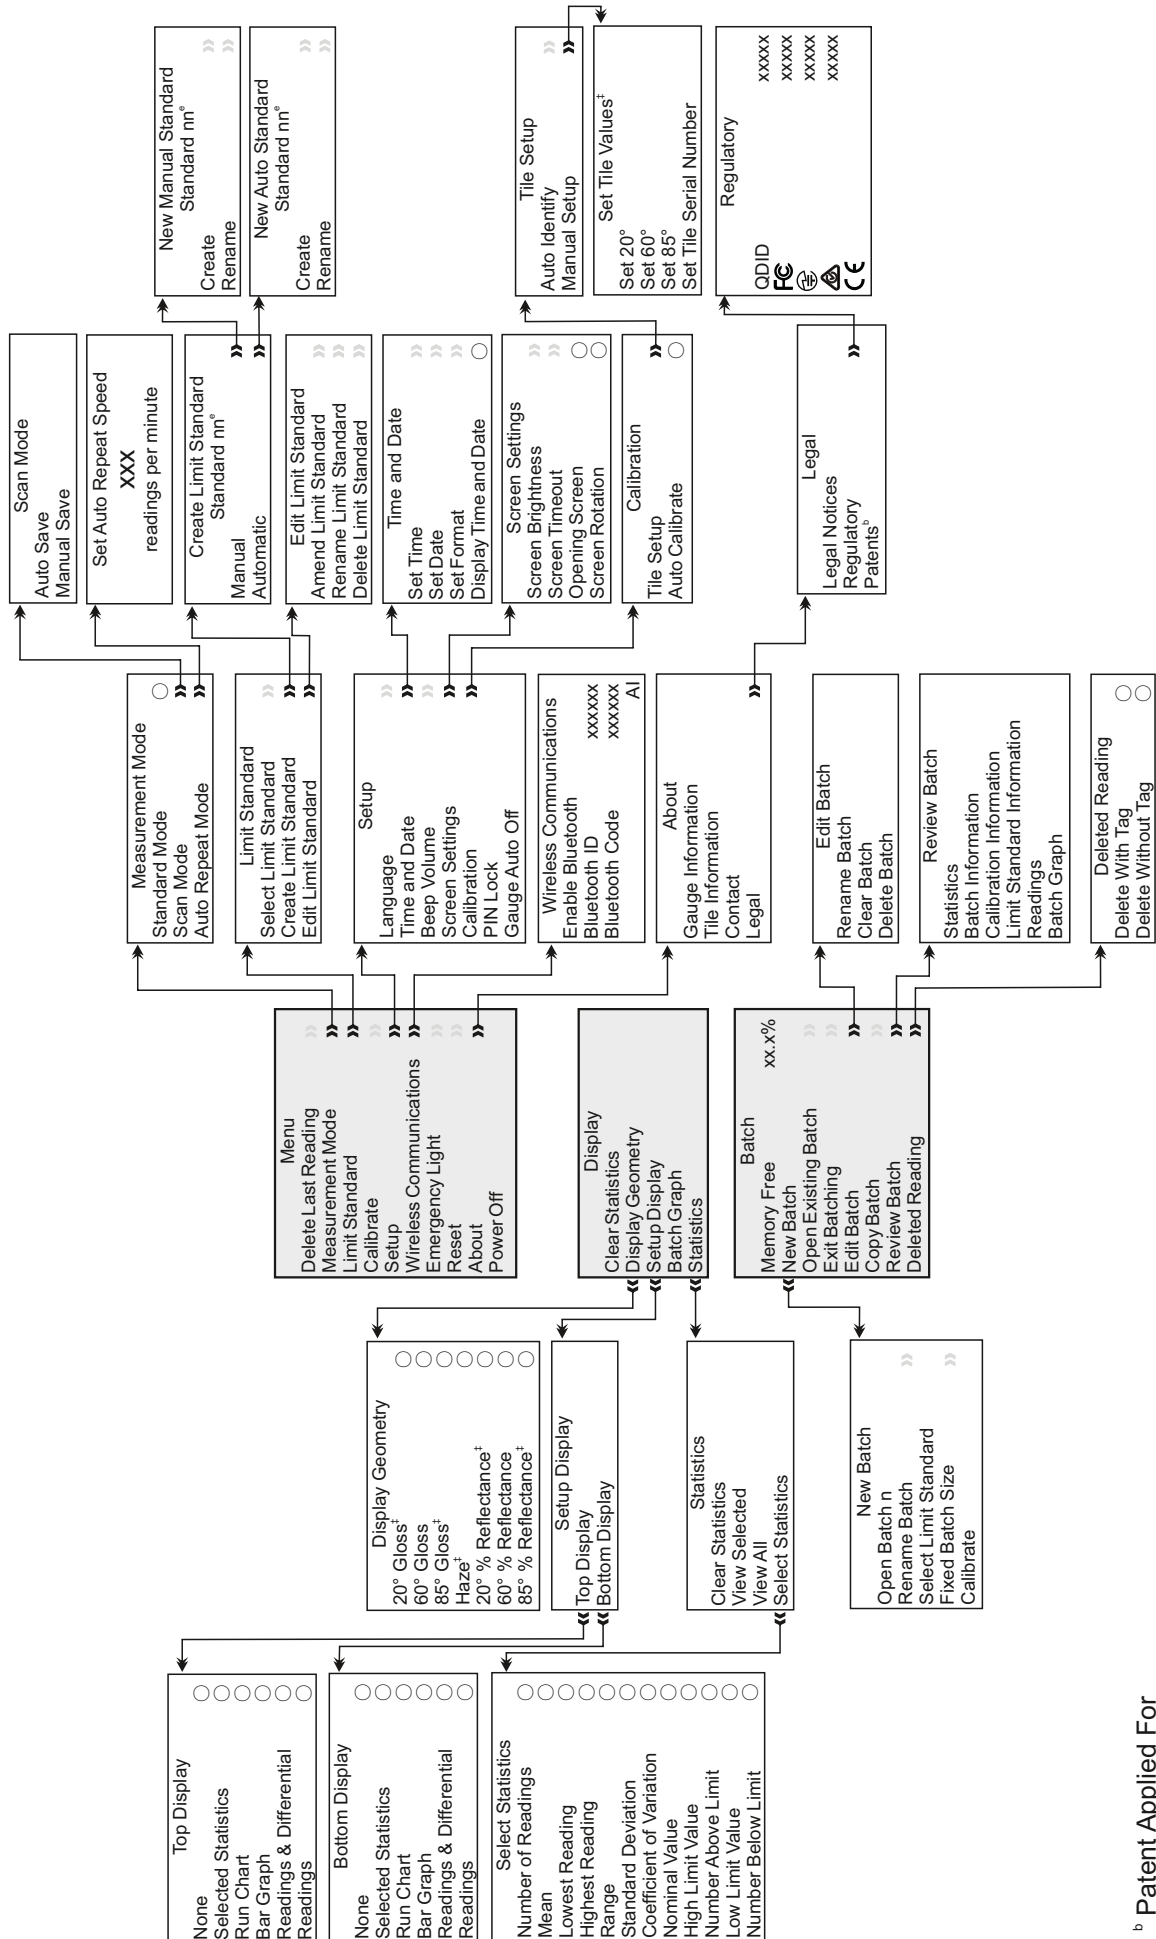 Top Display
None
Selected Statistics
Run Chart
Bar Graph
Readings & Differential
Readings
Bottom Display
None
Selected Statistics
Run Chart
Bar Graph
Readings & Differential
Readings
Select Statistics
Number of Readings
Mean
Lowest Reading
Highest Reading
Range
Standard Deviation
Coefficient of Variation
Nominal Value
High Limit Value
Number Above Limit
Low Limit Value
Number Below Limit
Display Geometry
20° Gloss‡
60° Gloss
85° Gloss‡
Haze‡
20° % Reflectance‡
60° % Reflectance
85° % Reflectance‡
Setup Display
Top Display
Bottom Display
Statistics
Clear Statistics
View Selected
View All
Select Statistics
New Batch
Open Batch n
Rename Batch
Select Limit Standard
Fixed Batch Size
Calibrate
Menu
Delete Last Reading
Measurement Mode
Limit Standard
Calibrate
Setup
Wireless Communications
Emergency Light
Reset
About
Power Off
Display
Clear Statistics
Display Geometry
Setup Display
Batch Graph
Statistics
Batch
Memory Free xx.x%
New Batch
Open Existing Batch
Exit Batching
Edit Batch
Copy Batch
Review Batch
Deleted Reading
Measurement Mode
Standard Mode
Scan Mode
Auto Repeat Mode
Limit Standard
Select Limit Standard
Create Limit Standard
Edit Limit Standard
Setup
Language
Time and Date
Beep Volume
Screen Settings
Calibration
PIN Lock
Gauge Auto Off
Wireless Communications
Enable Bluetooth
Bluetooth ID xxxxxx
Bluetooth Code xxxxxx
AI
About
Gauge Information
Tile Information
Contact
Legal
Edit Batch
Rename Batch
Clear Batch
Delete Batch
Review Batch
Statistics
Batch Information
Calibration Information
Limit Standard Information
Readings
Batch Graph
Deleted Reading
Delete With Tag
Delete Without Tag
Scan Mode
Auto Save
Manual Save
Set Auto Repeat Speed
XXX
readings per minute
Create Limit Standard
Standard nnᵉ
Manual
Automatic
Edit Limit Standard
Amend Limit Standard
Rename Limit Standard
Delete Limit Standard
Time and Date
Set Time
Set Date
Set Format
Display Time and Date
Screen Settings
Screen Brightness
Screen Timeout
Opening Screen
Screen Rotation
Calibration
Tile Setup
Auto Calibrate
Legal
Legal Notices
Regulatory
Patentsᵇ
New Manual Standard
Standard nnᵉ
Create
Rename
New Auto Standard
Standard nnᵉ
Create
Rename
Tile Setup
Auto Identify
Manual Setup
Set Tile Values‡
Set 20°
Set 60°
Set 85°
Set Tile Serial Number
Regulatory
QDID xxxxx
FC xxxxx
xxxxx
CE xxxxx
ᵇ Patent Applied For